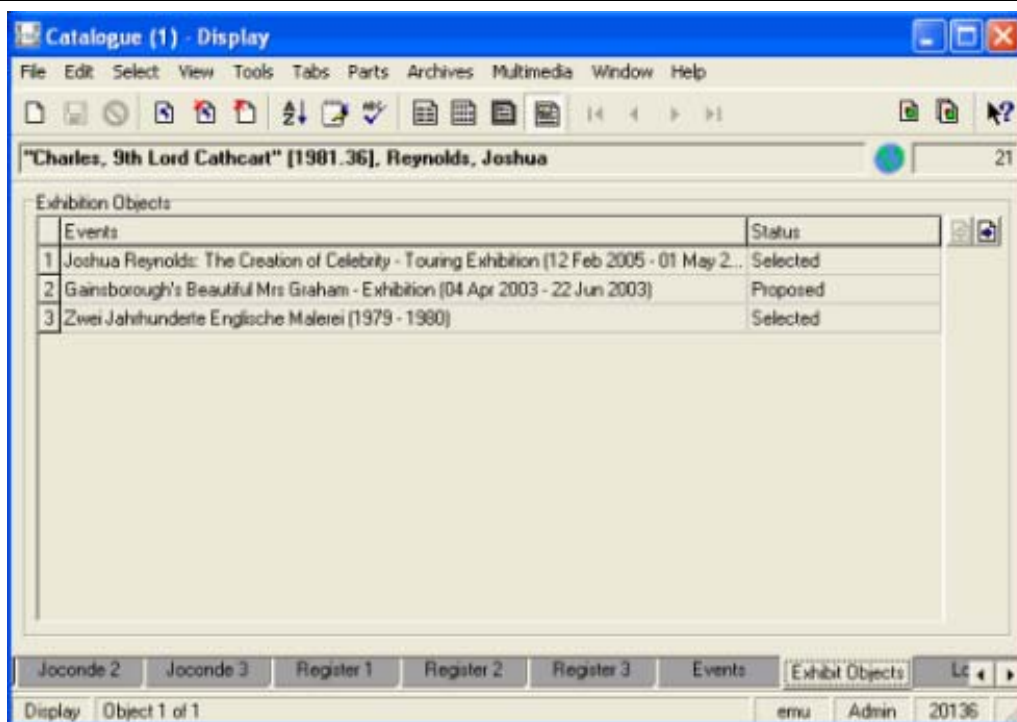 Catalogue (1) - Display
File Edit Select View Tools Tabs Parts Archives Multimedia Window Help
"Charles, 9th Lord Cathcart" [1981.36], Reynolds, Joshua 21
Exhibition Objects
Events Status
1 Joshua Reynolds: The Creation of Celebrity - Touring Exhibition (12 Feb 2005 - 01 May 2... Selected
2 Gainsborough's Beautiful Mrs Graham - Exhibition (04 Apr 2003 - 22 Jun 2003) Proposed
3 Zwei Jahrhunderte Englische Malerei (1979 - 1980) Selected
Joconde 2 Joconde 3 Register 1 Register 2 Register 3 Events Exhibit Objects
Display Object 1 of 1 emu Admin 20136